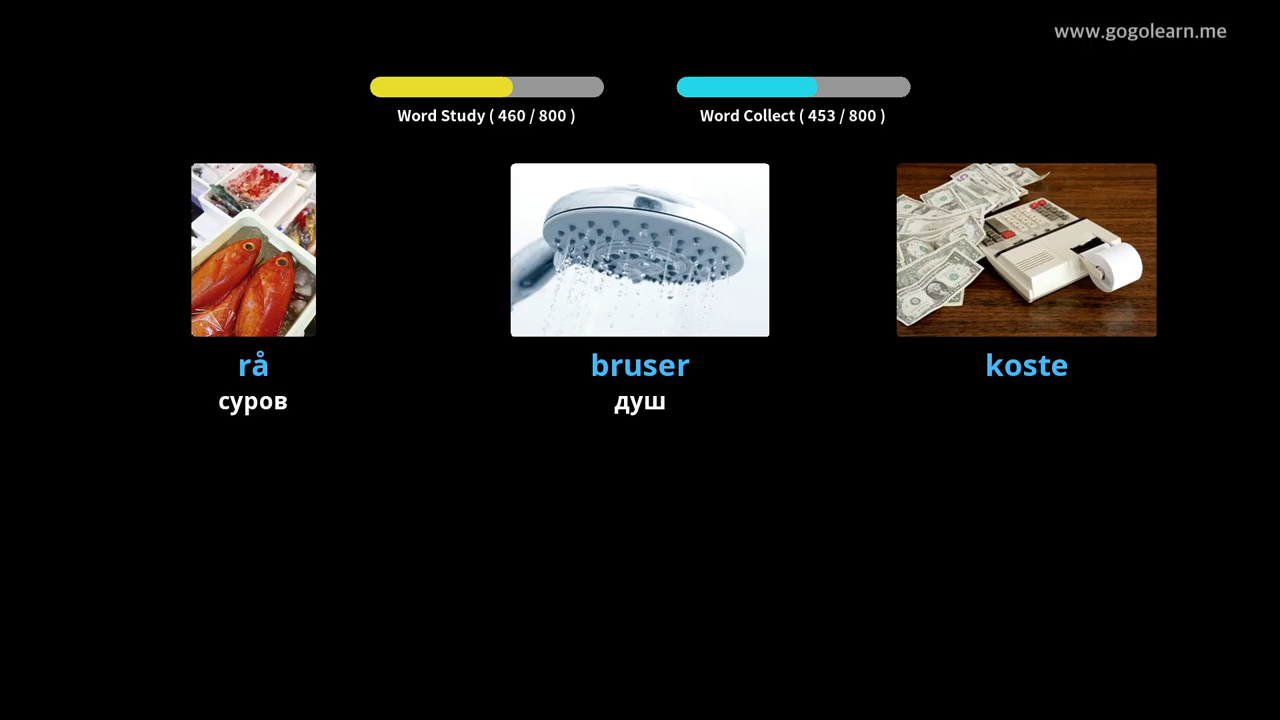 www.gogolearn.me
Word Study ( 460 / 800 )
Word Collect ( 453 / 800 )
rå
суров
bruser
душ
koste